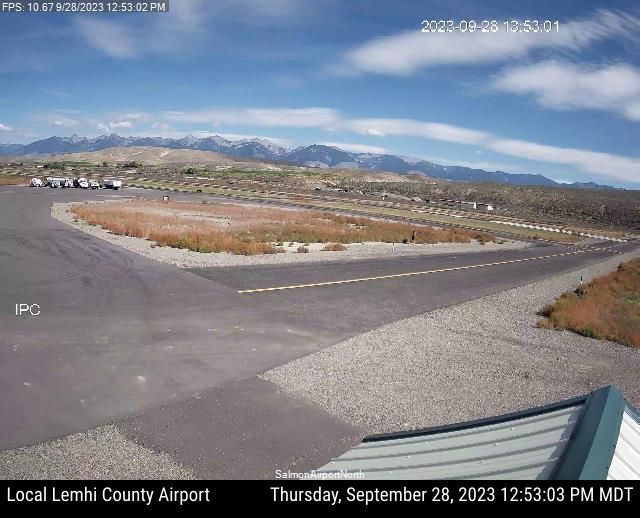 FPS: 10.67 9/28/2023 12:53:02 PM
2023-09-28 13:53:01
IPC
SalmonAirportNorth
Local Lemhi County Airport Thursday, September 28, 2023 12:53:03 PM MDT